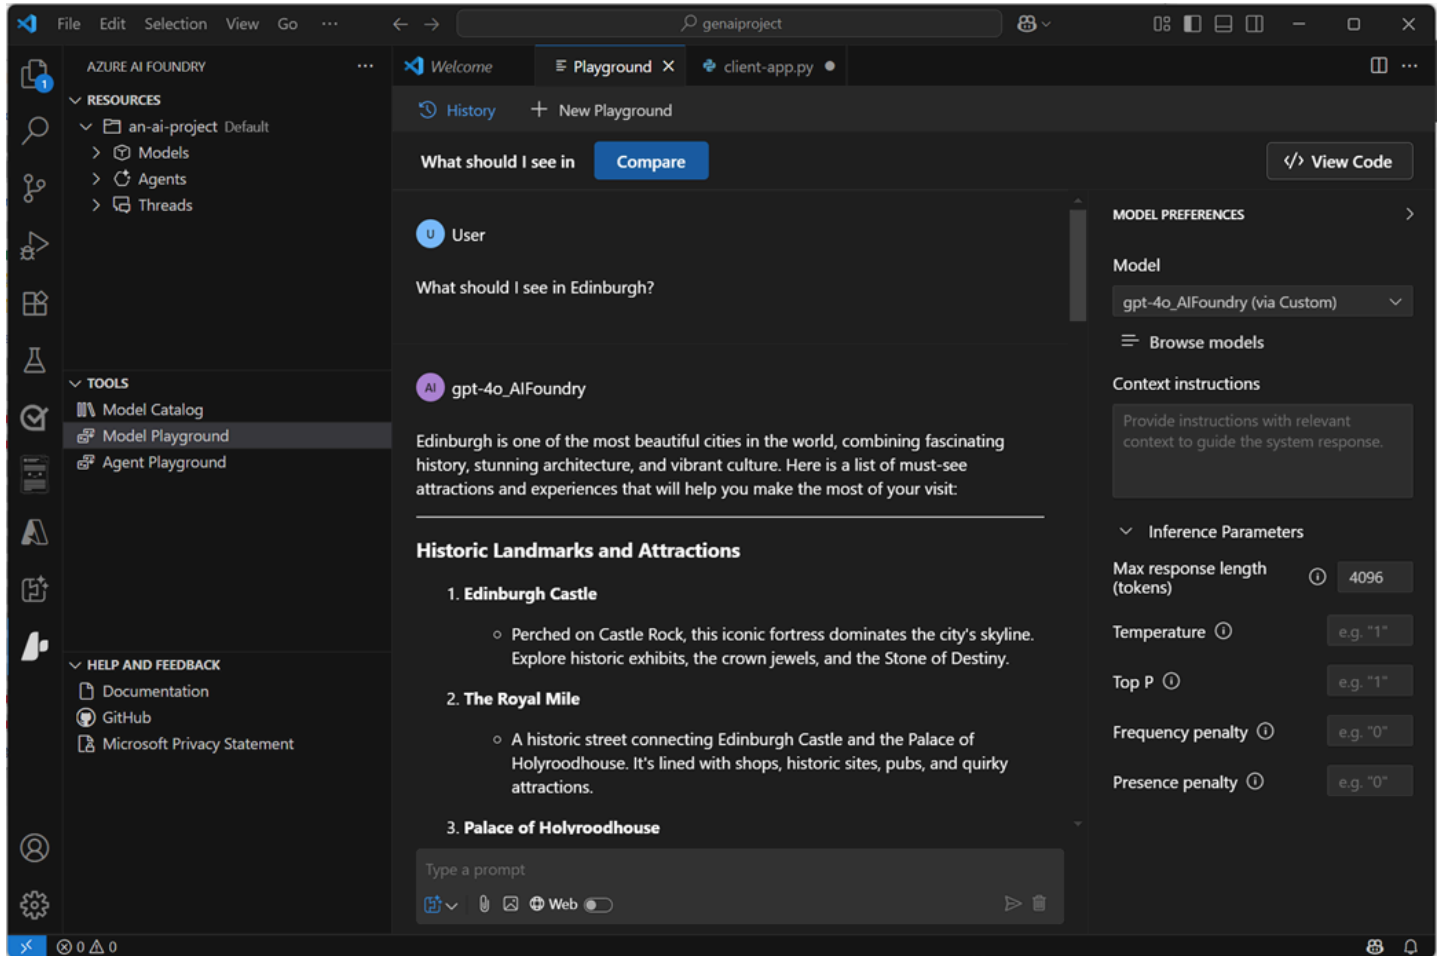 File Edit Selection View Go ···
genaiproject
AZURE AI FOUNDRY ···
RESOURCES
an-ai-project Default
Models
Agents
Threads
TOOLS
Model Catalog
Model Playground
Agent Playground
HELP AND FEEDBACK
Documentation
GitHub
Microsoft Privacy Statement
1
Welcome
Playground
client-app.py
History
New Playground
What should I see in
Compare
</> View Code
U User
What should I see in Edinburgh?
AI gpt-4o_AIFoundry
Edinburgh is one of the most beautiful cities in the world, combining fascinating
history, stunning architecture, and vibrant culture. Here is a list of must-see
attractions and experiences that will help you make the most of your visit:
Historic Landmarks and Attractions
1. Edinburgh Castle
Perched on Castle Rock, this iconic fortress dominates the city's skyline.
Explore historic exhibits, the crown jewels, and the Stone of Destiny.
2. The Royal Mile
A historic street connecting Edinburgh Castle and the Palace of
Holyroodhouse. It's lined with shops, historic sites, pubs, and quirky
attractions.
3. Palace of Holyroodhouse
Type a prompt
Web
MODEL PREFERENCES
Model
gpt-4o_AIFoundry (via Custom)
Browse models
Context instructions
Provide instructions with relevant
context to guide the system response.
Inference Parameters
Max response length
(tokens)
4096
Temperature
e.g. "1"
Top P
e.g. "1"
Frequency penalty
e.g. "0"
Presence penalty
e.g. "0"
0 0